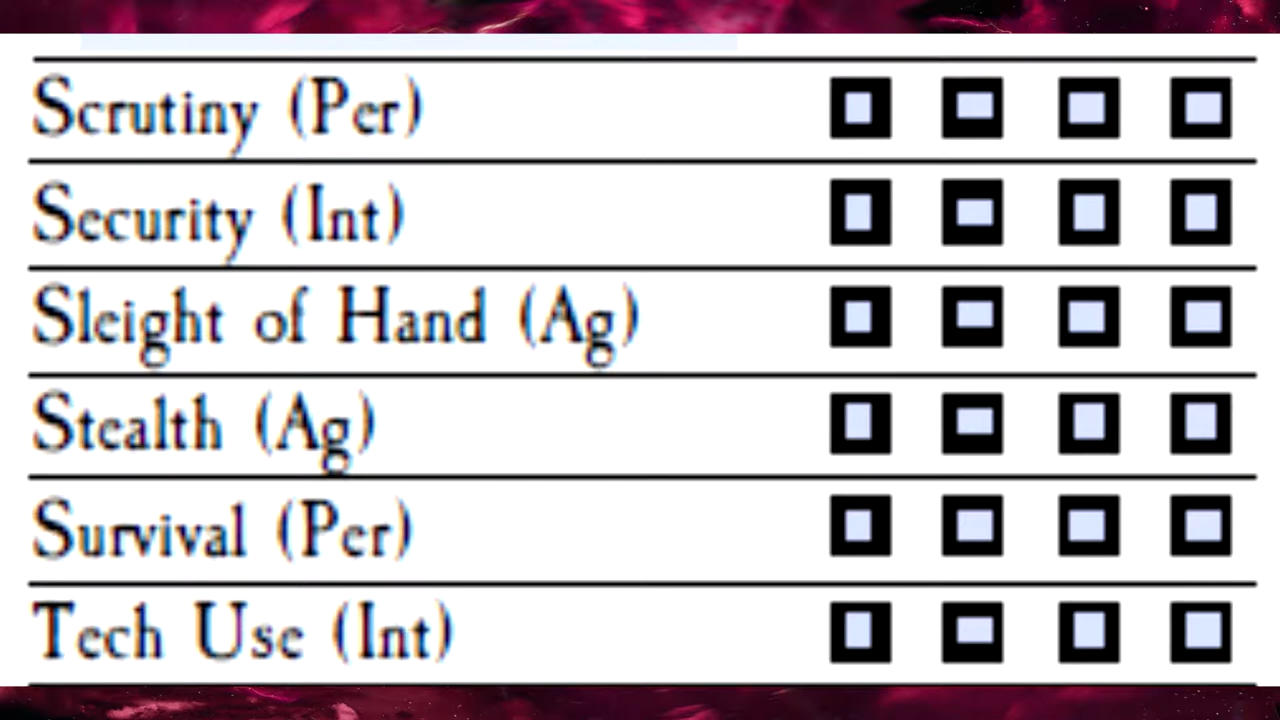 Scrutiny (Per)
Security (Int)
Sleight of Hand (Ag)
Stealth (Ag)
Survival (Per)
Tech Use (Int)